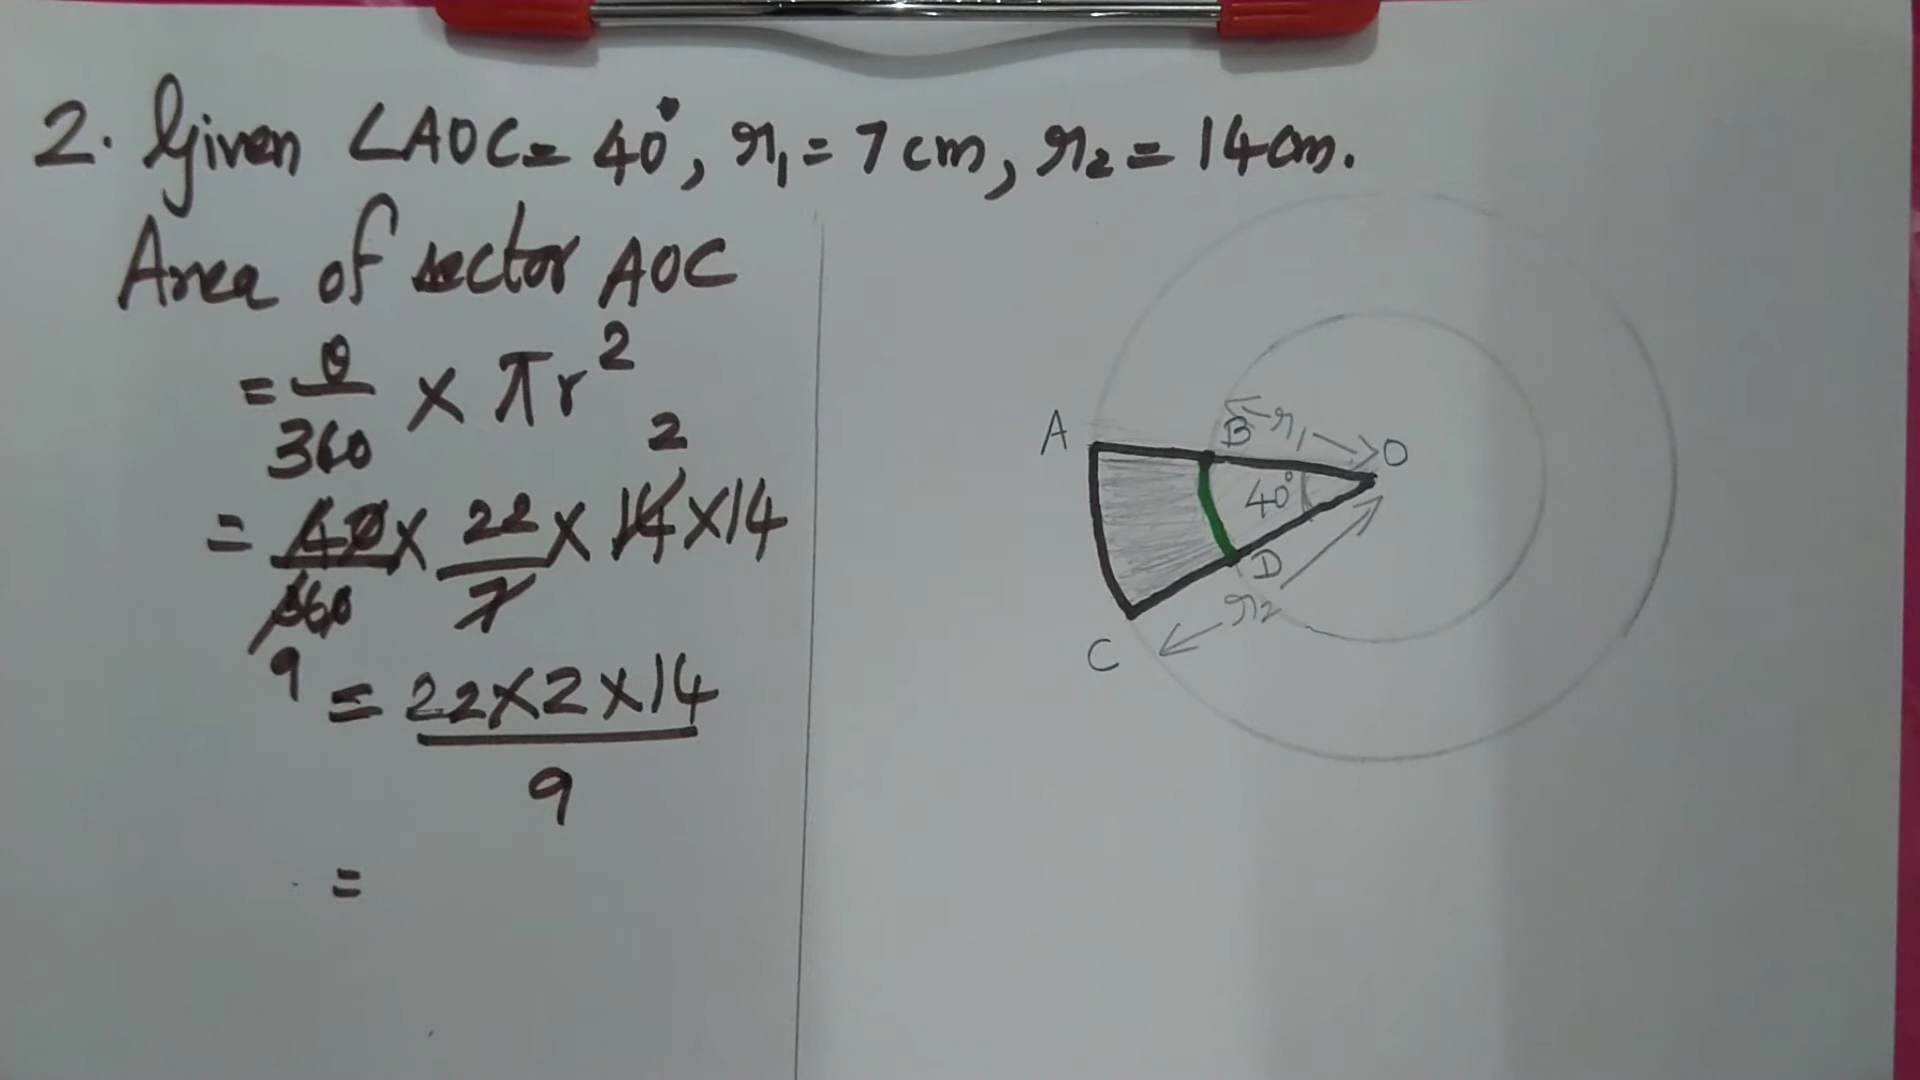 2. Given ∠AOC = 40°, r₁ = 7 cm, r₂ = 14 cm.
Area of sector AOC
= θ/360 × πr²
2
= 40/360 × 22/7 × 14 × 14
9
= 22×2×14/9
=
A
B
r₁
O
40°
D
r₂
C